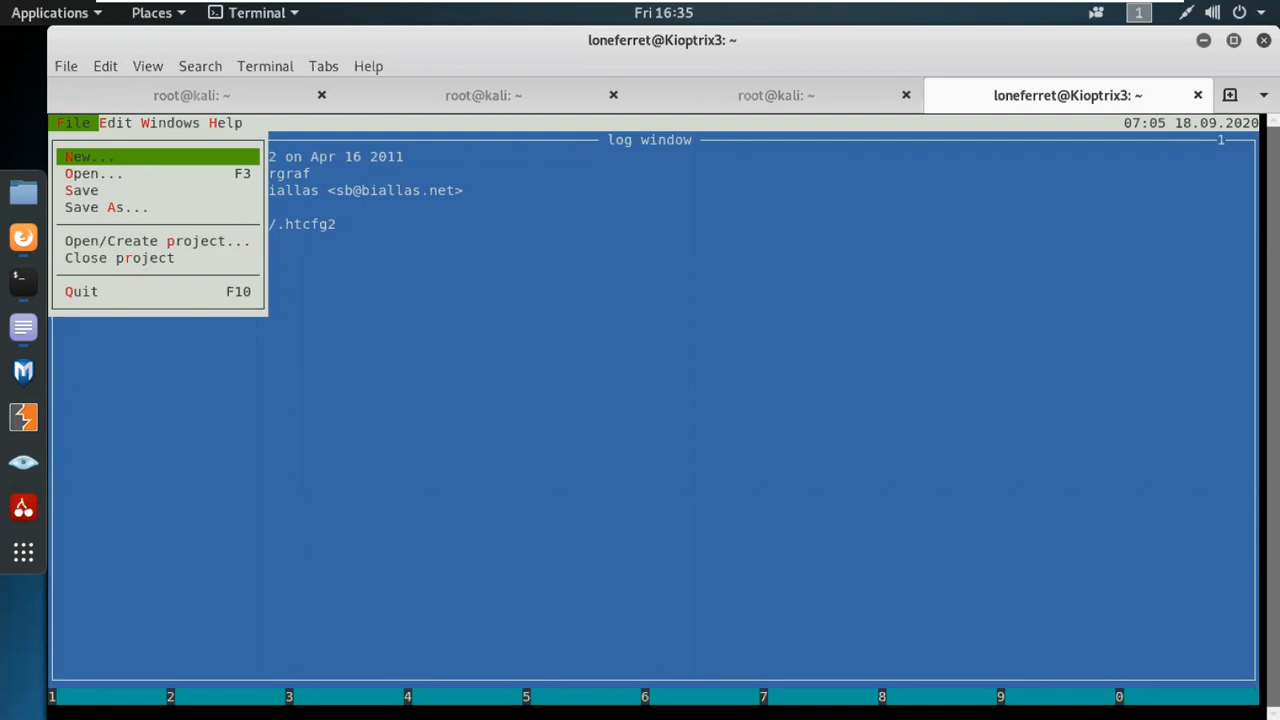 Applications Places Terminal Fri 16:35 1
loneferret@Kioptrix3: ~
File Edit View Search Terminal Tabs Help
root@kali: ~ root@kali: ~ root@kali: ~ loneferret@Kioptrix3: ~
File Edit Windows Help 07:05 18.09.2020
log window 1
New... 2 on Apr 16 2011
Open... F3 rgraf
Save iallas <sb@biallas.net>
Save As...
/.htcfg2
Open/Create project...
Close project
Quit F10
1 2 3 4 5 6 7 8 9 0